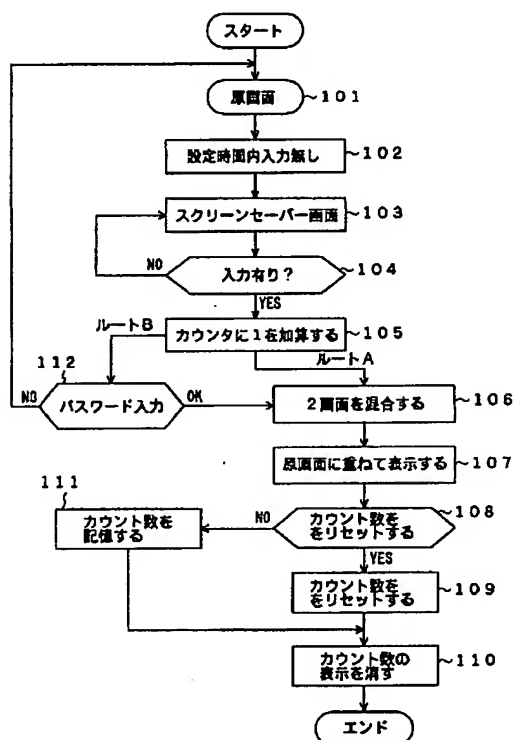 スタート
原画面
101
設定時間内入力無し
102
スクリーンセーバー画面
103
NO
入力有り?
104
YES
ルートB
カウンタに1を加算する
105
ルートA
112
NO
パスワード入力
OK
2画面を混合する
106
原画面に重ねて表示する
107
111
カウント数を
記憶する
NO
カウント数を
をリセットする
108
YES
カウント数を
をリセットする
109
カウント数の
表示を消す
110
エンド